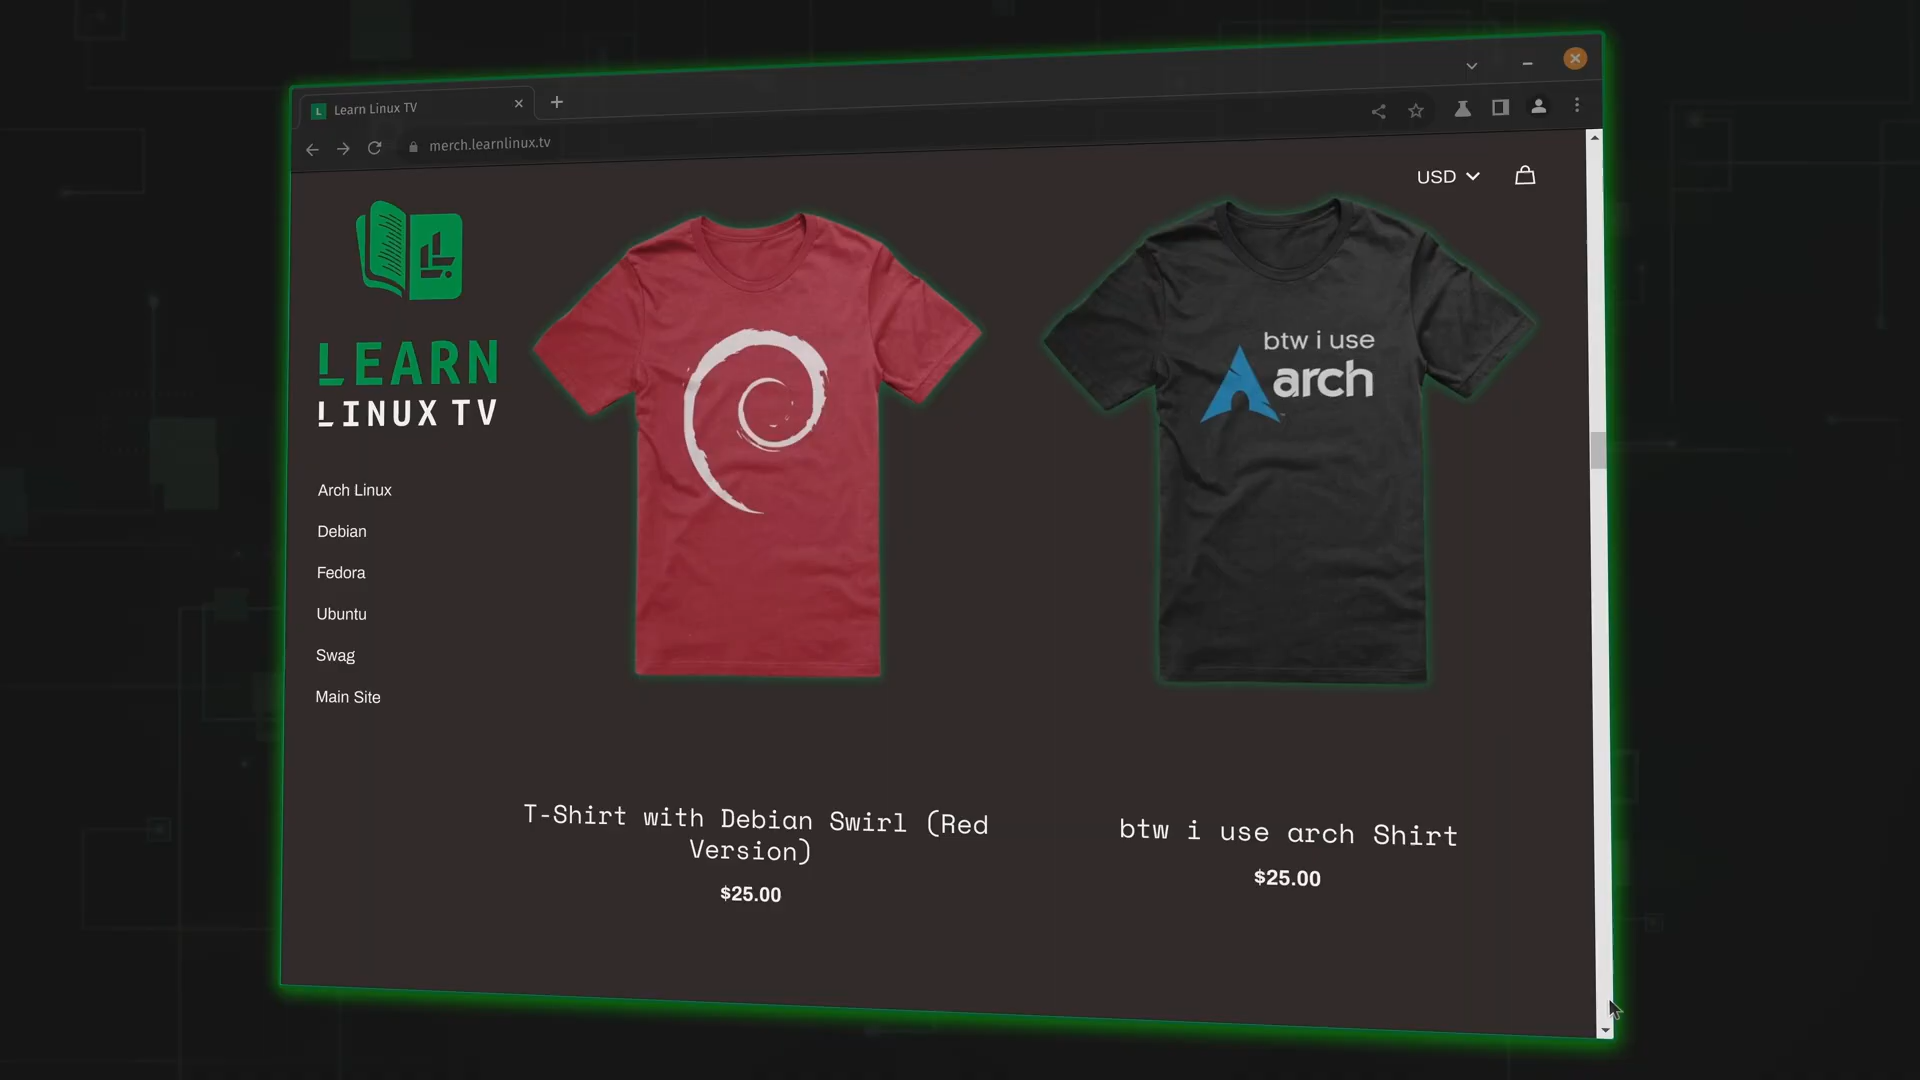 Learn Linux TV
merch.learnlinux.tv
USD
LEARN
LINUX TV
Arch Linux
Debian
Fedora
Ubuntu
Swag
Main Site
btw i use
arch
T-Shirt with Debian Swirl (Red
Version)
$25.00
btw i use arch Shirt
$25.00